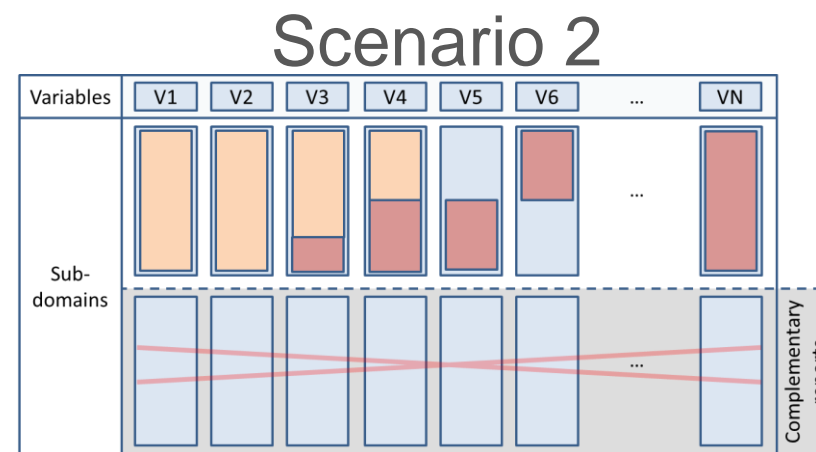 Scenario 2
Variables V1 V2 V3 V4 V5 V6 ... VN
...
Sub-
domains
...
Complementary